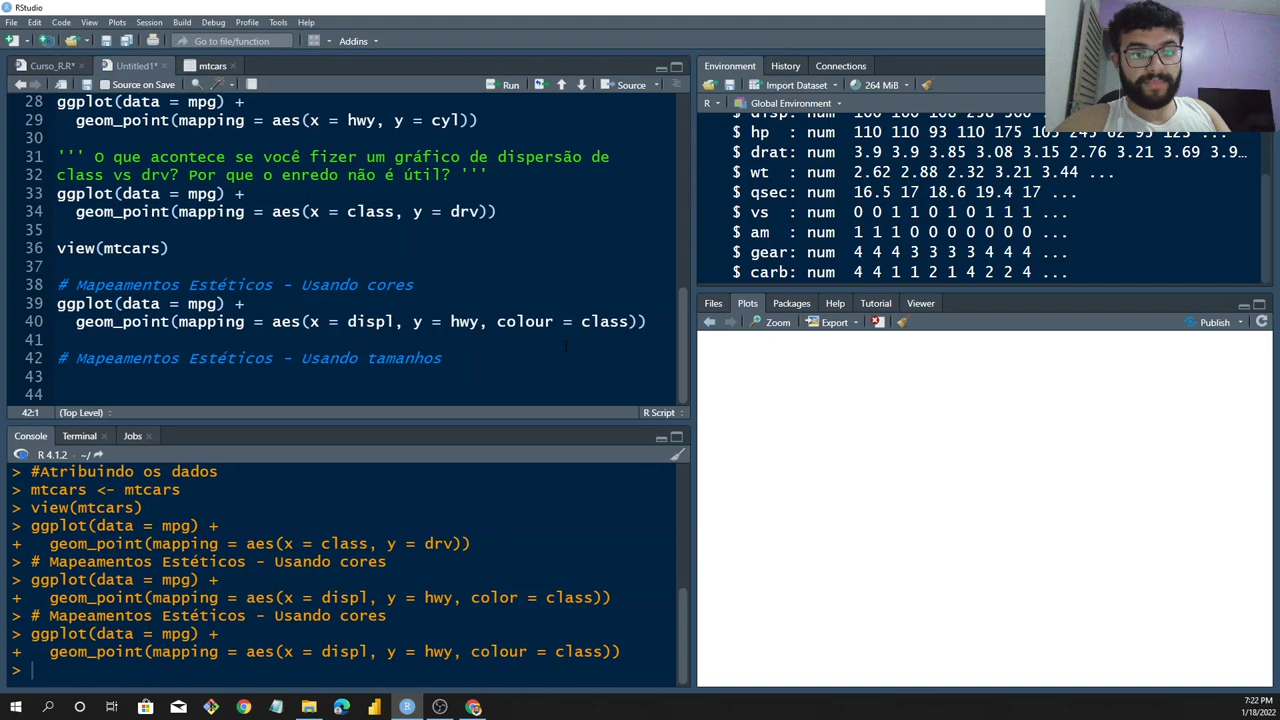 RStudio
File Edit Code View Plots Session Build Debug Profile Tools Help
Go to file/function Addins
Curso_R.R* Untitled1* mtcars
Source on Save Run Source
28 ggplot(data = mpg) +
29 geom_point(mapping = aes(x = hwy, y = cyl))
30
31 ''' O que acontece se você fizer um gráfico de dispersão de
32 class vs drv? Por que o enredo não é útil? '''
33 ggplot(data = mpg) +
34 geom_point(mapping = aes(x = class, y = drv))
35
36 view(mtcars)
37
38 # Mapeamentos Estéticos - Usando cores
39 ggplot(data = mpg) +
40 geom_point(mapping = aes(x = displ, y = hwy, colour = class))
41
42 # Mapeamentos Estéticos - Usando tamanhos
43
44
42:1 (Top Level) R Script
Console Terminal Jobs
R 4.1.2 · ~/
> #Atribuindo os dados
> mtcars <- mtcars
> view(mtcars)
> ggplot(data = mpg) +
+ geom_point(mapping = aes(x = class, y = drv))
> # Mapeamentos Estéticos - Usando cores
> ggplot(data = mpg) +
+ geom_point(mapping = aes(x = displ, y = hwy, color = class))
> # Mapeamentos Estéticos - Usando cores
> ggplot(data = mpg) +
+ geom_point(mapping = aes(x = displ, y = hwy, colour = class))
>
Environment History Connections
Import Dataset 264 MiB
R Global Environment
$ hp : num 110 110 93 110 175 105 245 62 95 123 ...
$ drat: num 3.9 3.9 3.85 3.08 3.15 2.76 3.21 3.69 3.9…
$ wt : num 2.62 2.88 2.32 3.21 3.44 ...
$ qsec: num 16.5 17 18.6 19.4 17 ...
$ vs : num 0 0 1 1 0 1 0 1 1 1 ...
$ am : num 1 1 1 0 0 0 0 0 0 0 ...
$ gear: num 4 4 4 3 3 3 3 4 4 4 ...
$ carb: num 4 4 1 1 2 1 4 2 2 4 ...
Files Plots Packages Help Tutorial Viewer
Zoom Export Publish
7:22 PM
1/18/2022